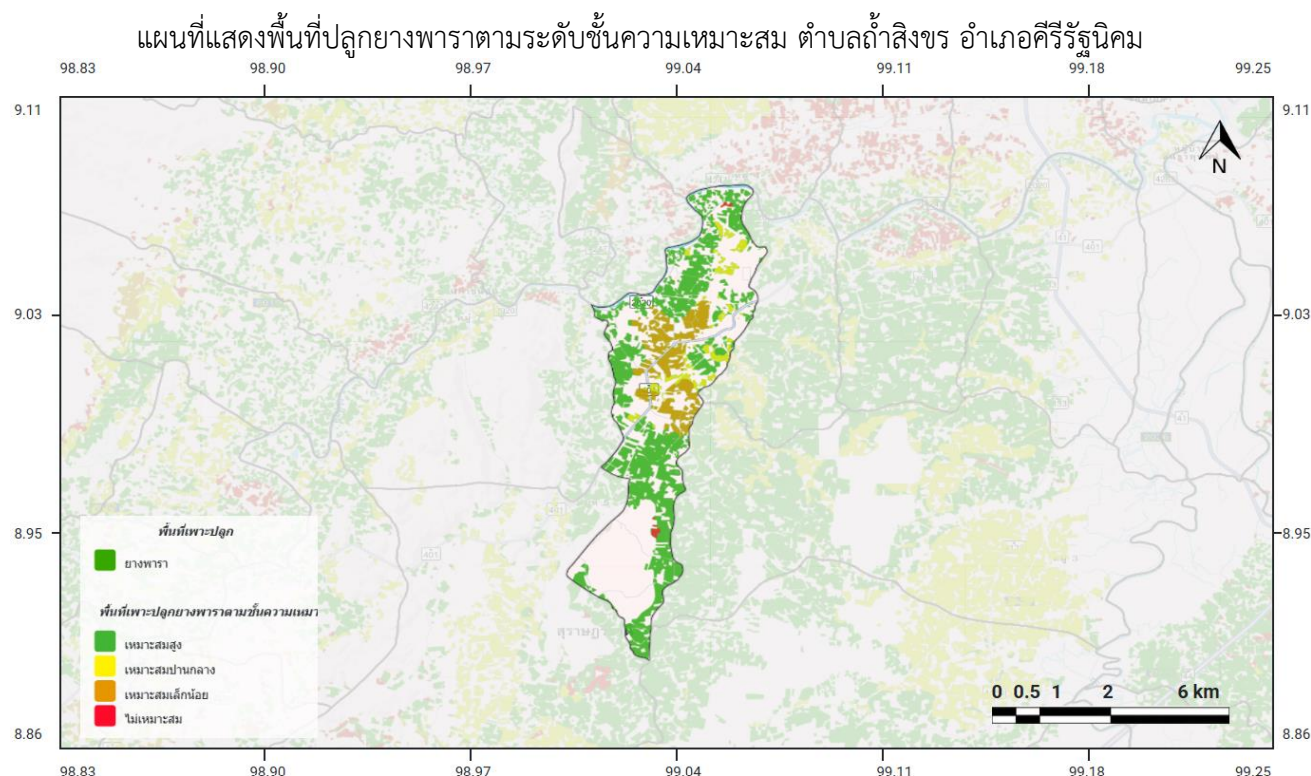 แผนที่แสดงพื้นที่ปลูกยางพาราตามระดับชั้นความเหมาะสม ตำบลถ้ำสิงขร อำเภอคีรีรัฐนิคม
98.83 98.90 98.97 99.04 99.11 99.18 99.25
9.11 9.11
N
401
9.03 9.03
41
8.95 8.95
401
พื้นที่เพาะปลูก
ยางพารา
พื้นที่เพาะปลูกยางพาราตามชั้นความเหมา
สุราษฎร
เหมาะสมสูง
เหมาะสมปานกลาง
เหมาะสมเล็กน้อย
ไม่เหมาะสม
0 0.5 1 2 6 km
8.86 8.86
98.83 98.90 98.97 99.04 99.11 99.18 99.25